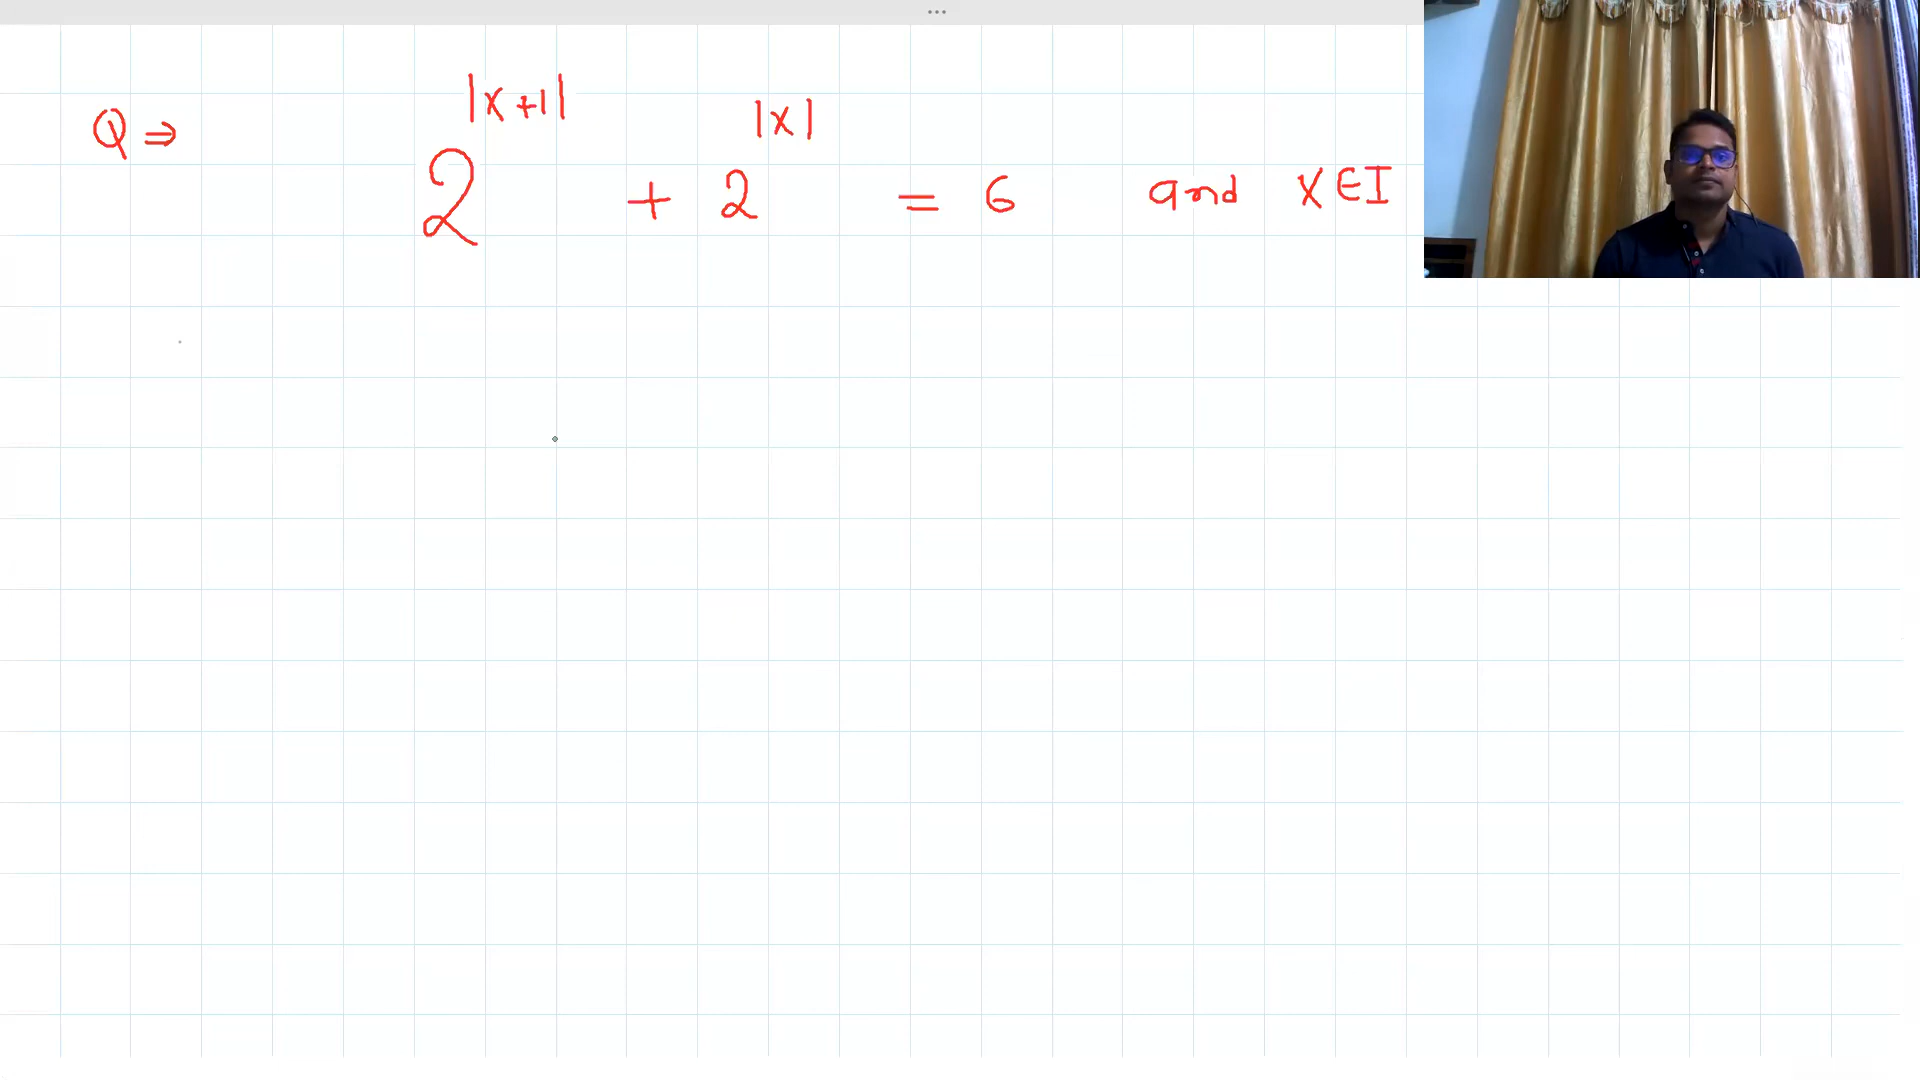 Q ⇒ 2^|x+1| + 2^|x| = 6 and x ∈ I